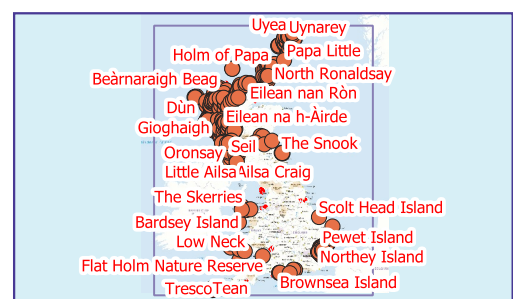 Uyea Uynarey
Holm of Papa Papa Little
Beàrnaraigh Beag North Ronaldsay
Eilean nan Ròn
Dùn
Eilean na h-Àirde
Gioghaigh
Seil The Snook
Oronsay
Little Ailsa Ailsa Craig
The Skerries
Scolt Head Island
Bardsey Island
Low Neck Pewet Island
Flat Holm Nature Reserve Northey Island
Brownsea Island
Tresco Tean